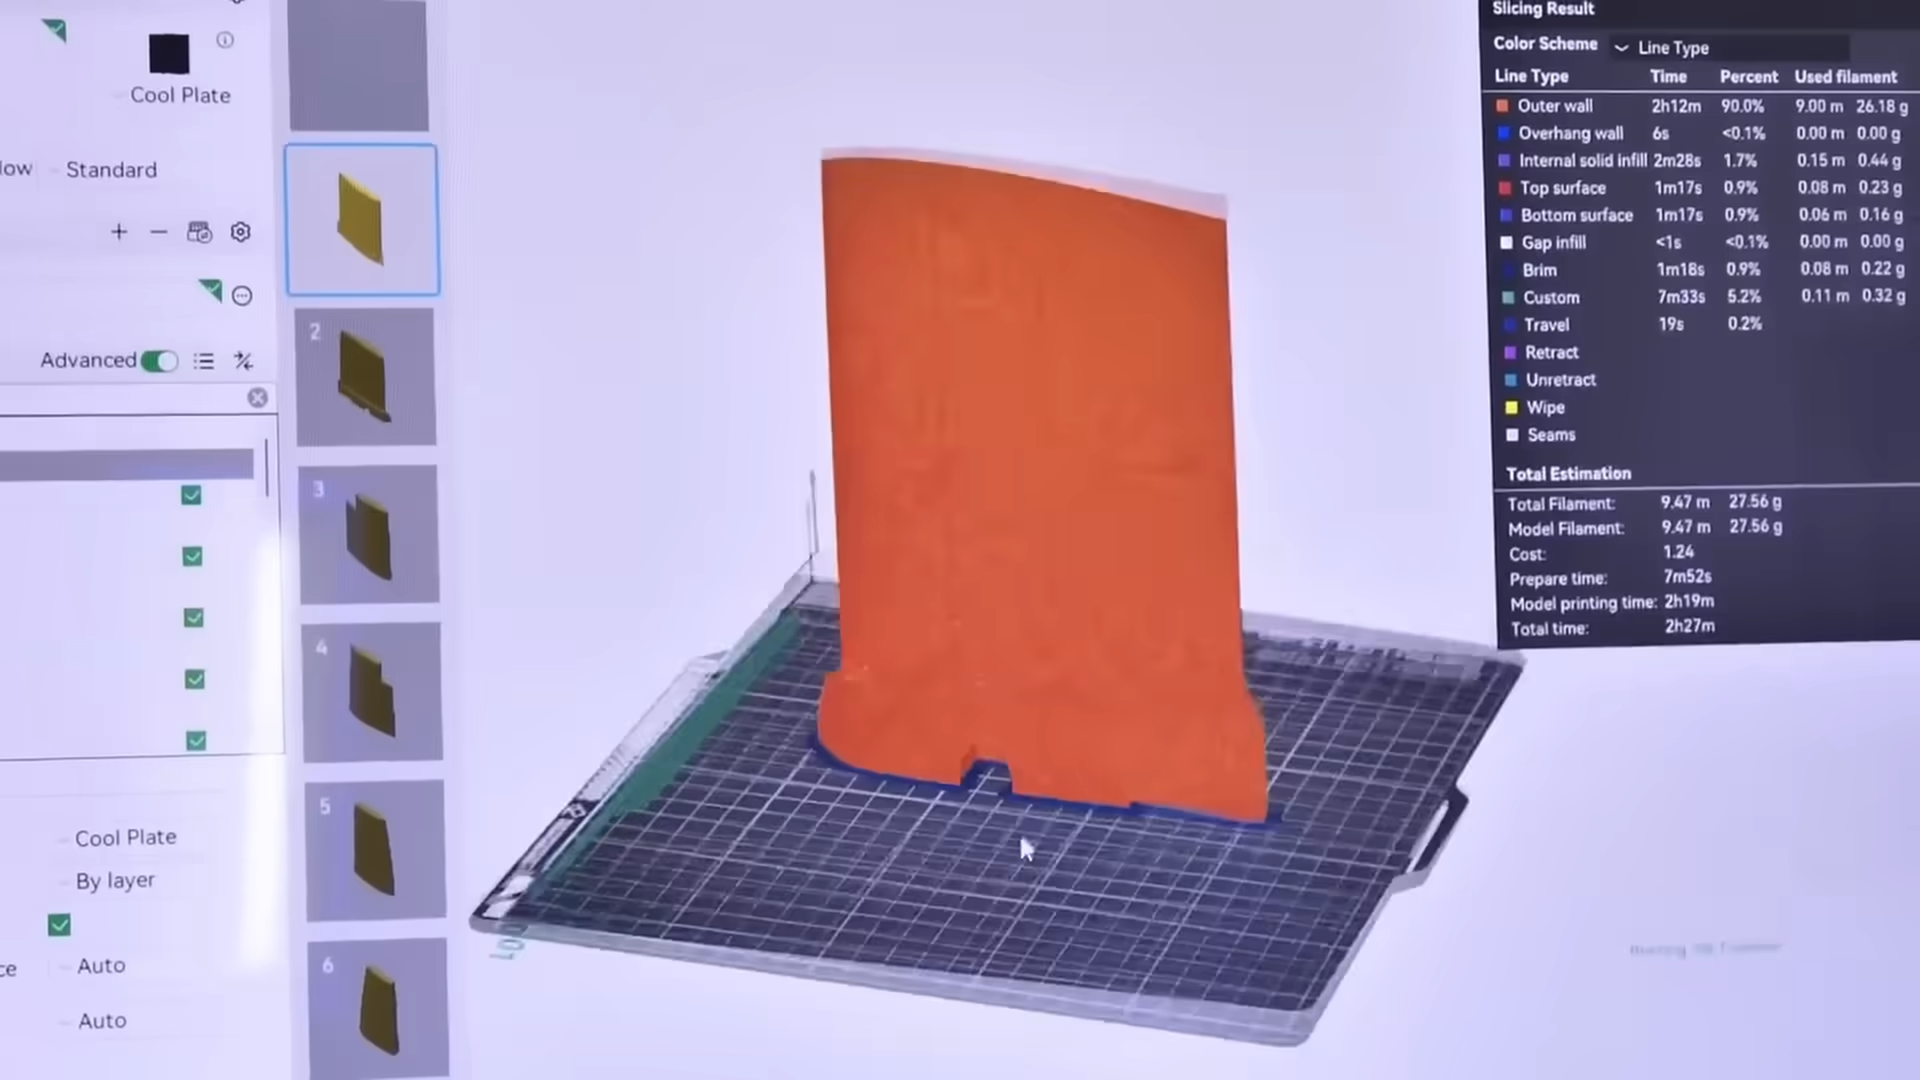 Cool Plate
low
Standard
Advanced
Cool Plate
By layer
ce
Auto
Auto
2
3
4
5
6
Slicing Result
Color Scheme Line Type
Line Type Time Percent Used filament
Outer wall 2h12m 90.0% 9.00 m 26.18 g
Overhang wall 6s <0.1% 0.00 m 0.00 g
Internal solid infill 2m28s 1.7% 0.15 m 0.44 g
Top surface 1m17s 0.9% 0.08 m 0.23 g
Bottom surface 1m17s 0.9% 0.06 m 0.16 g
Gap infill <1s <0.1% 0.00 m 0.00 g
Brim 1m18s 0.9% 0.08 m 0.22 g
Custom 7m33s 5.2% 0.11 m 0.32 g
Travel 19s 0.2%
Retract
Unretract
Wipe
Seams
Total Estimation
Total Filament: 9.47 m 27.56 g
Model Filament: 9.47 m 27.56 g
Cost: 1.24
Prepare time: 7m52s
Model printing time: 2h19m
Total time: 2h27m